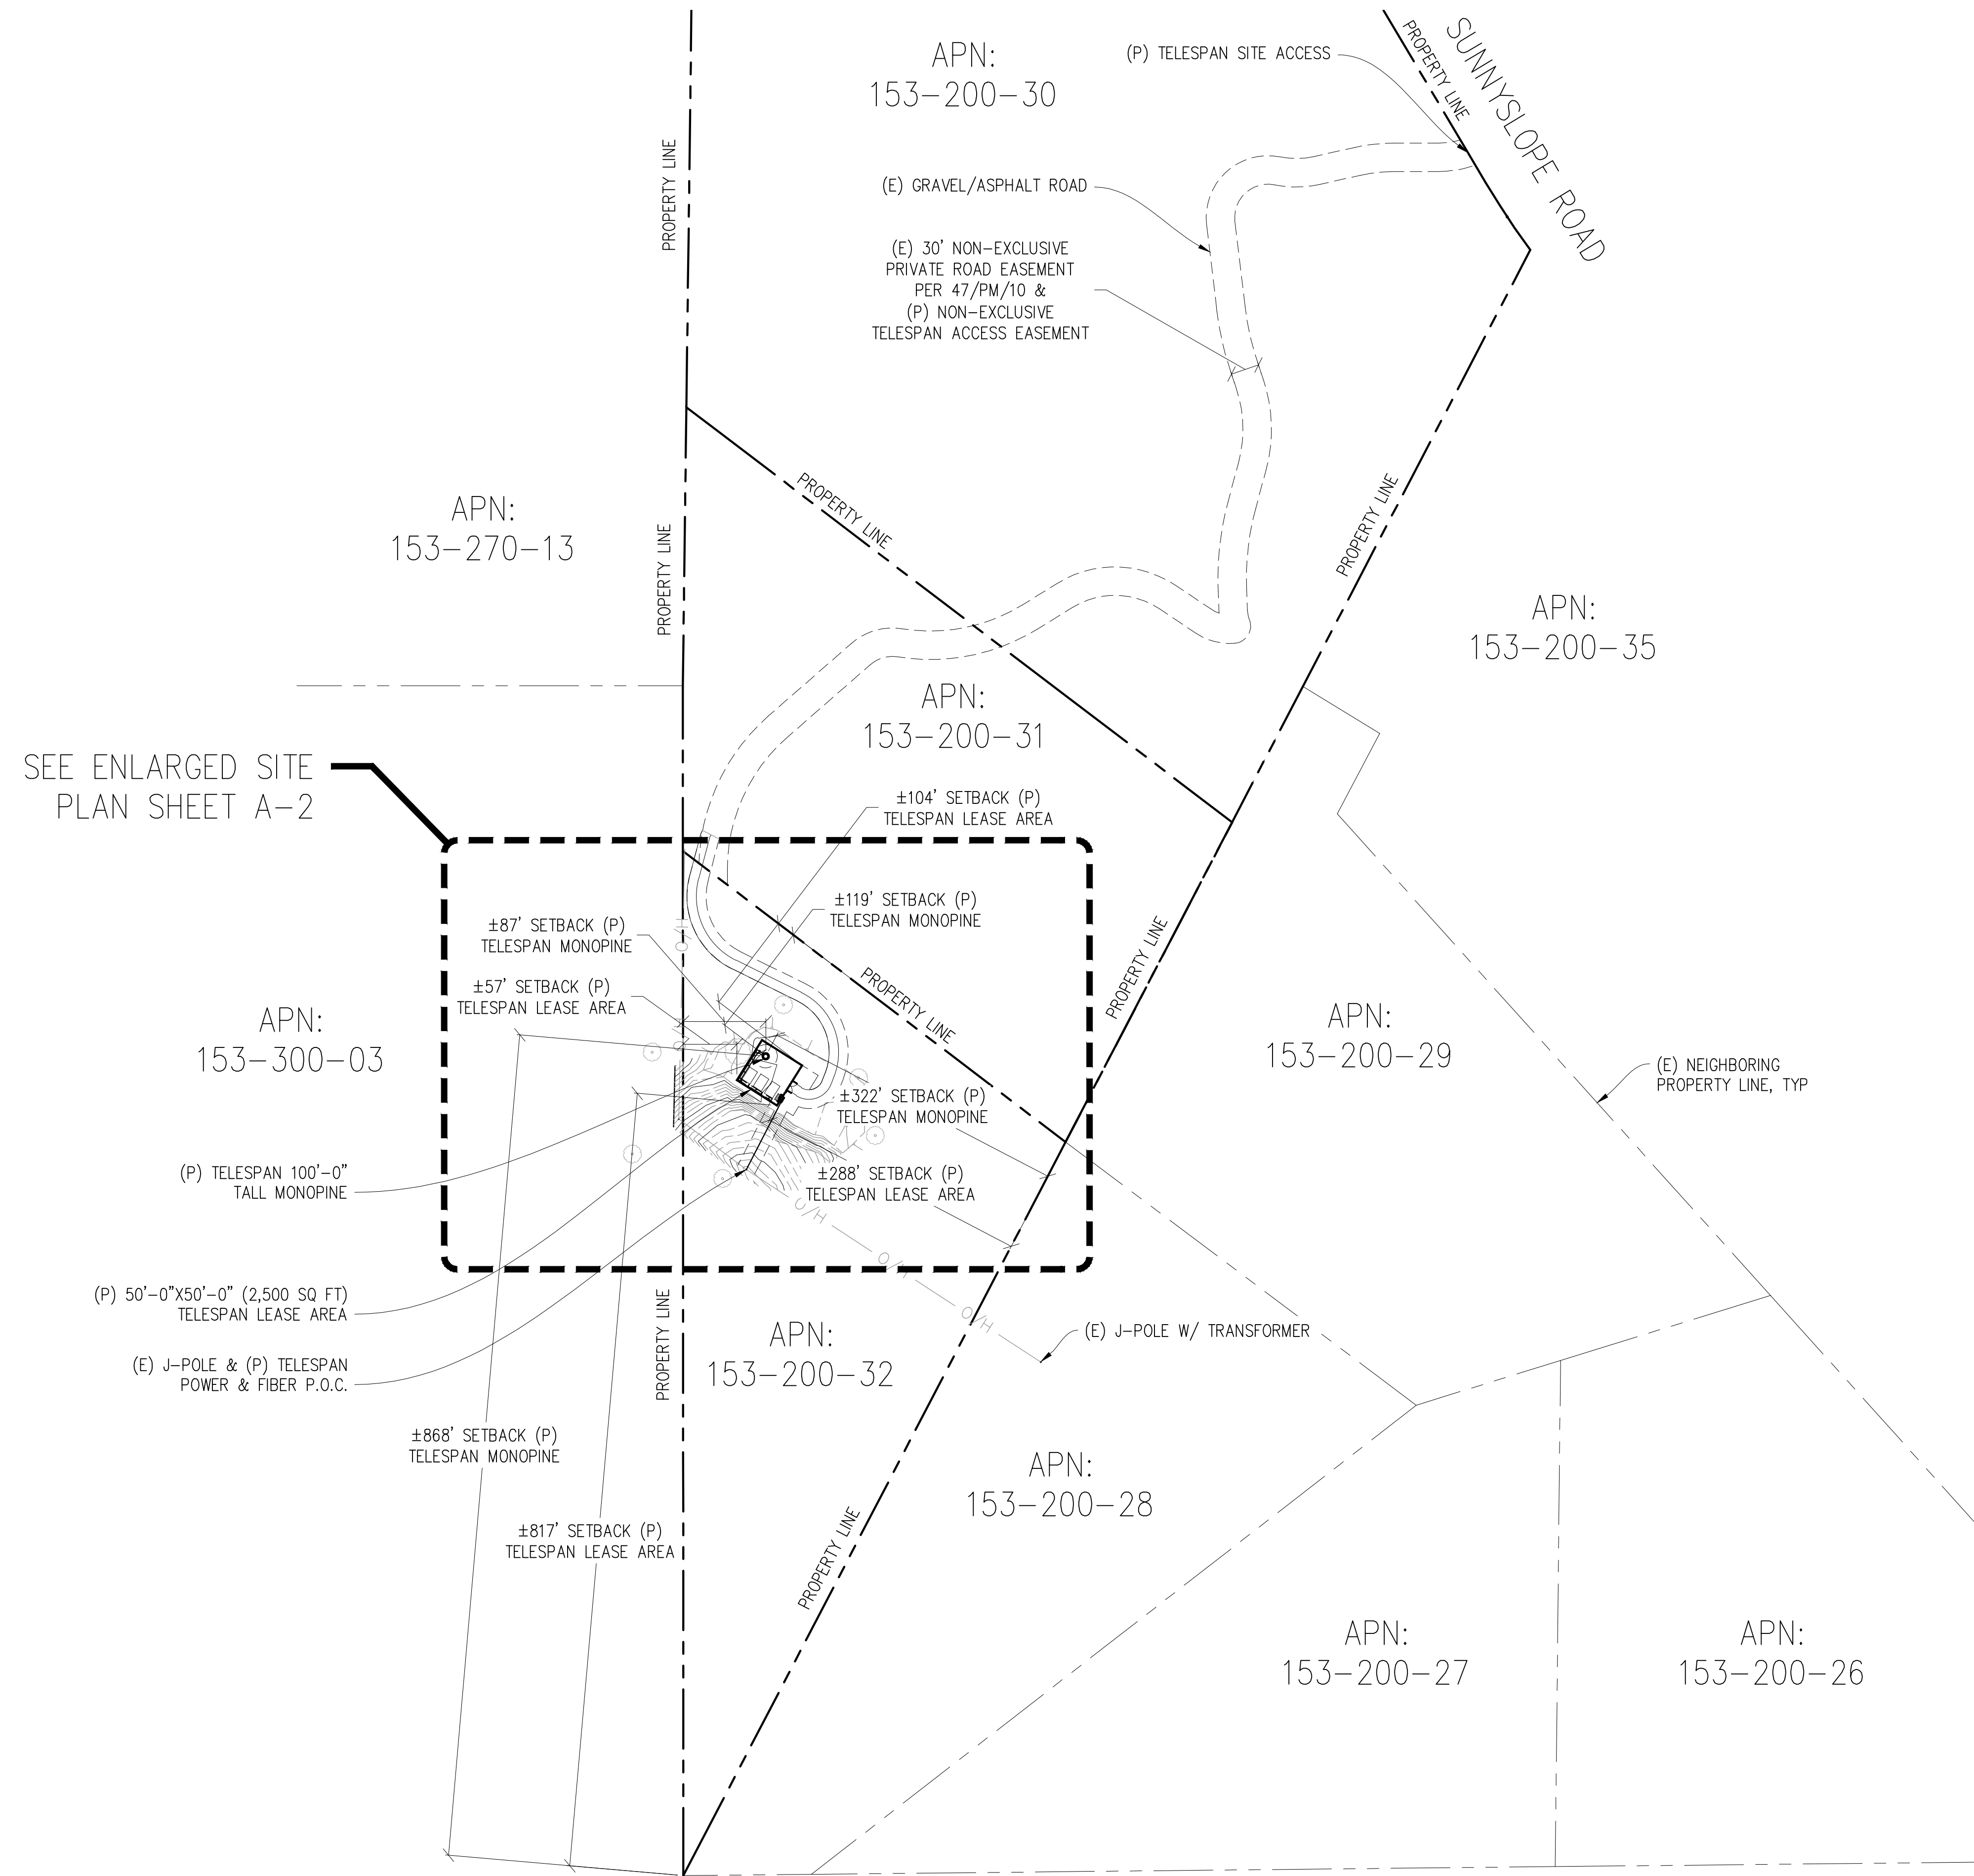 APN:
153-200-30
(P) TELESPAN SITE ACCESS
PROPERTY LINE
SUNNYSLOPE ROAD
PROPERTY LINE
(E) GRAVEL/ASPHALT ROAD
(E) 30' NON-EXCLUSIVE
PRIVATE ROAD EASEMENT
PER 47/PM/10 &
(P) NON-EXCLUSIVE
TELESPAN ACCESS EASEMENT
PROPERTY LINE
PROPERTY LINE
APN:
153-270-13
PROPERTY LINE
APN:
153-200-35
APN:
153-200-31
SEE ENLARGED SITE
PLAN SHEET A-2
±104' SETBACK (P)
TELESPAN LEASE AREA
±119' SETBACK (P)
TELESPAN MONOPINE
±87' SETBACK (P)
TELESPAN MONOPINE
O/H
PROPERTY LINE
PROPERTY LINE
±57' SETBACK (P)
TELESPAN LEASE AREA
APN:
153-300-03
APN:
153-200-29
(E) NEIGHBORING
PROPERTY LINE, TYP
±322' SETBACK (P)
TELESPAN MONOPINE
(P) TELESPAN 100'-0"
TALL MONOPINE
±288' SETBACK (P)
TELESPAN LEASE AREA
O/H
O/H
O/H
(P) 50'-0"X50'-0" (2,500 SQ FT)
TELESPAN LEASE AREA
PROPERTY LINE
APN:
153-200-32
(E) J-POLE W/ TRANSFORMER
(E) J-POLE & (P) TELESPAN
POWER & FIBER P.O.C.
±868' SETBACK (P)
TELESPAN MONOPINE
APN:
153-200-28
±817' SETBACK (P)
TELESPAN LEASE AREA
PROPERTY LINE
APN:
153-200-27
APN:
153-200-26